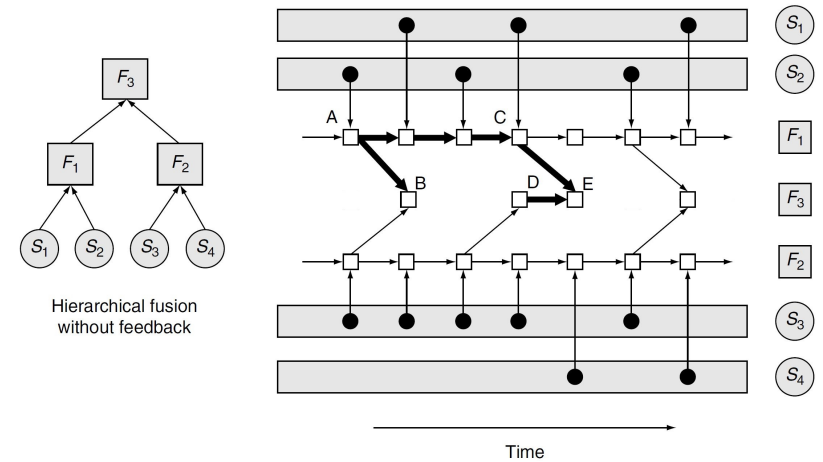 F3
F1
F2
S1
S2
S3
S4
Hierarchical fusion
without feedback
S1
S2
A
C
F1
B
D
E
F3
F2
S3
S4
Time